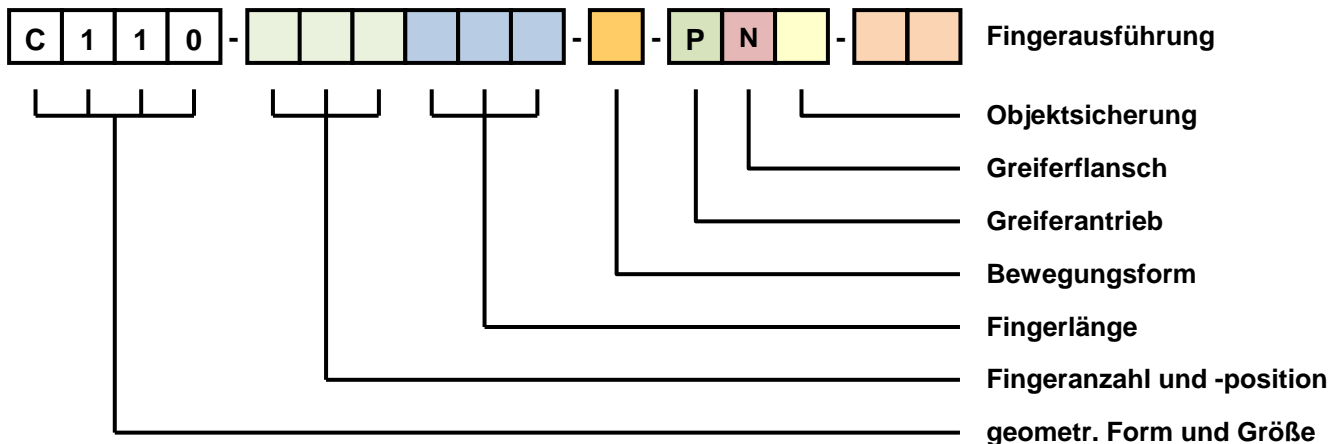 C 1 1 0 - - - P N - Fingerausführung
Objektsicherung
Greiferflansch
Greiferantrieb
Bewegungsform
Fingerlänge
Fingeranzahl und -position
geometr. Form und Größe